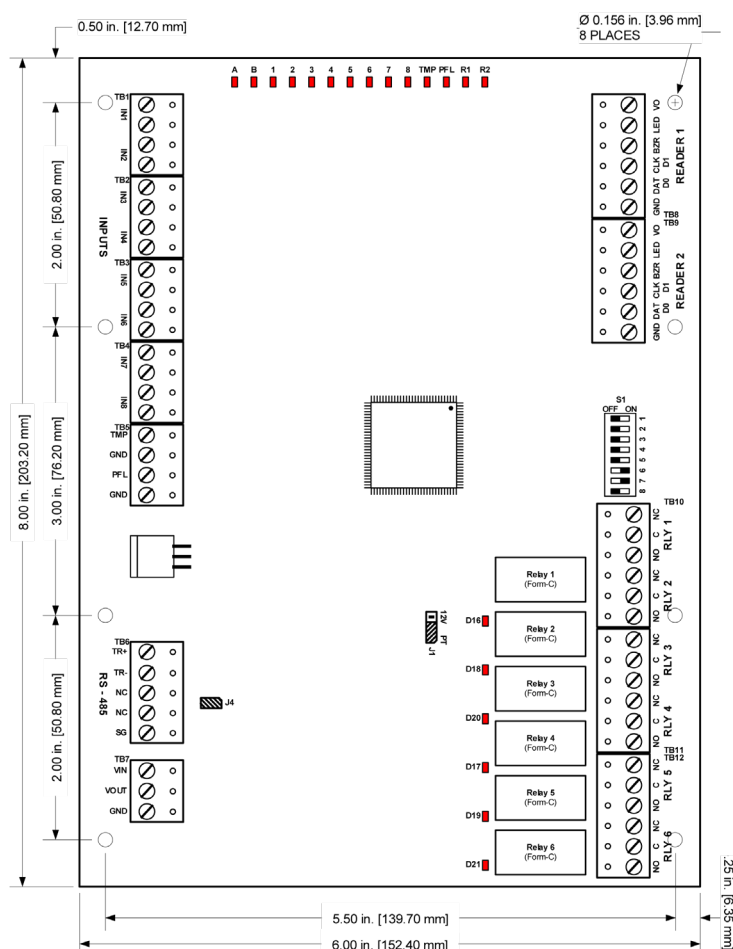 0.50 in. [12.70 mm]
Ø 0.156 in. [3.96 mm]
8 PLACES
A B 1 2 3 4 5 6 7 8 TMP PFL R1 R2
TB1
IN1
IN2
TB2
IN3
IN4
TB3
IN5
IN6
TB4
IN7
IN8
TB5
TMP
GND
PFL
GND
INPUTS
2.00 in. [50.80 mm]
8.00 in. [203.20 mm]
3.00 in. [76.20 mm]
2.00 in. [50.80 mm]
VO
LED
BZR
CLK D1
DAT D0
GND
READER 1
TB8
TB9
VO
LED
BZR
CLK D1
DAT D0
GND
READER 2
S1
OFF ON
1
2
3
4
5
6
7
8
TB10
NC
C
NO
RLY 1
NC
C
NO
RLY 2
NC
C
NO
RLY 3
NC
C
NO
RLY 4
TB11
TB12
NC
C
NO
RLY 5
NC
C
NO
RLY 6
Relay 1
(Form-C)
Relay 2
(Form-C)
Relay 3
(Form-C)
Relay 4
(Form-C)
Relay 5
(Form-C)
Relay 6
(Form-C)
D16
D18
D20
D17
D19
D21
12V
PT
J1
TB6
TR+
TR-
NC
NC
SG
RS - 485
J4
TB7
VIN
VOUT
GND
5.50 in. [139.70 mm]
6.00 in. [152.40 mm]
.25 in. [6.35 mm]